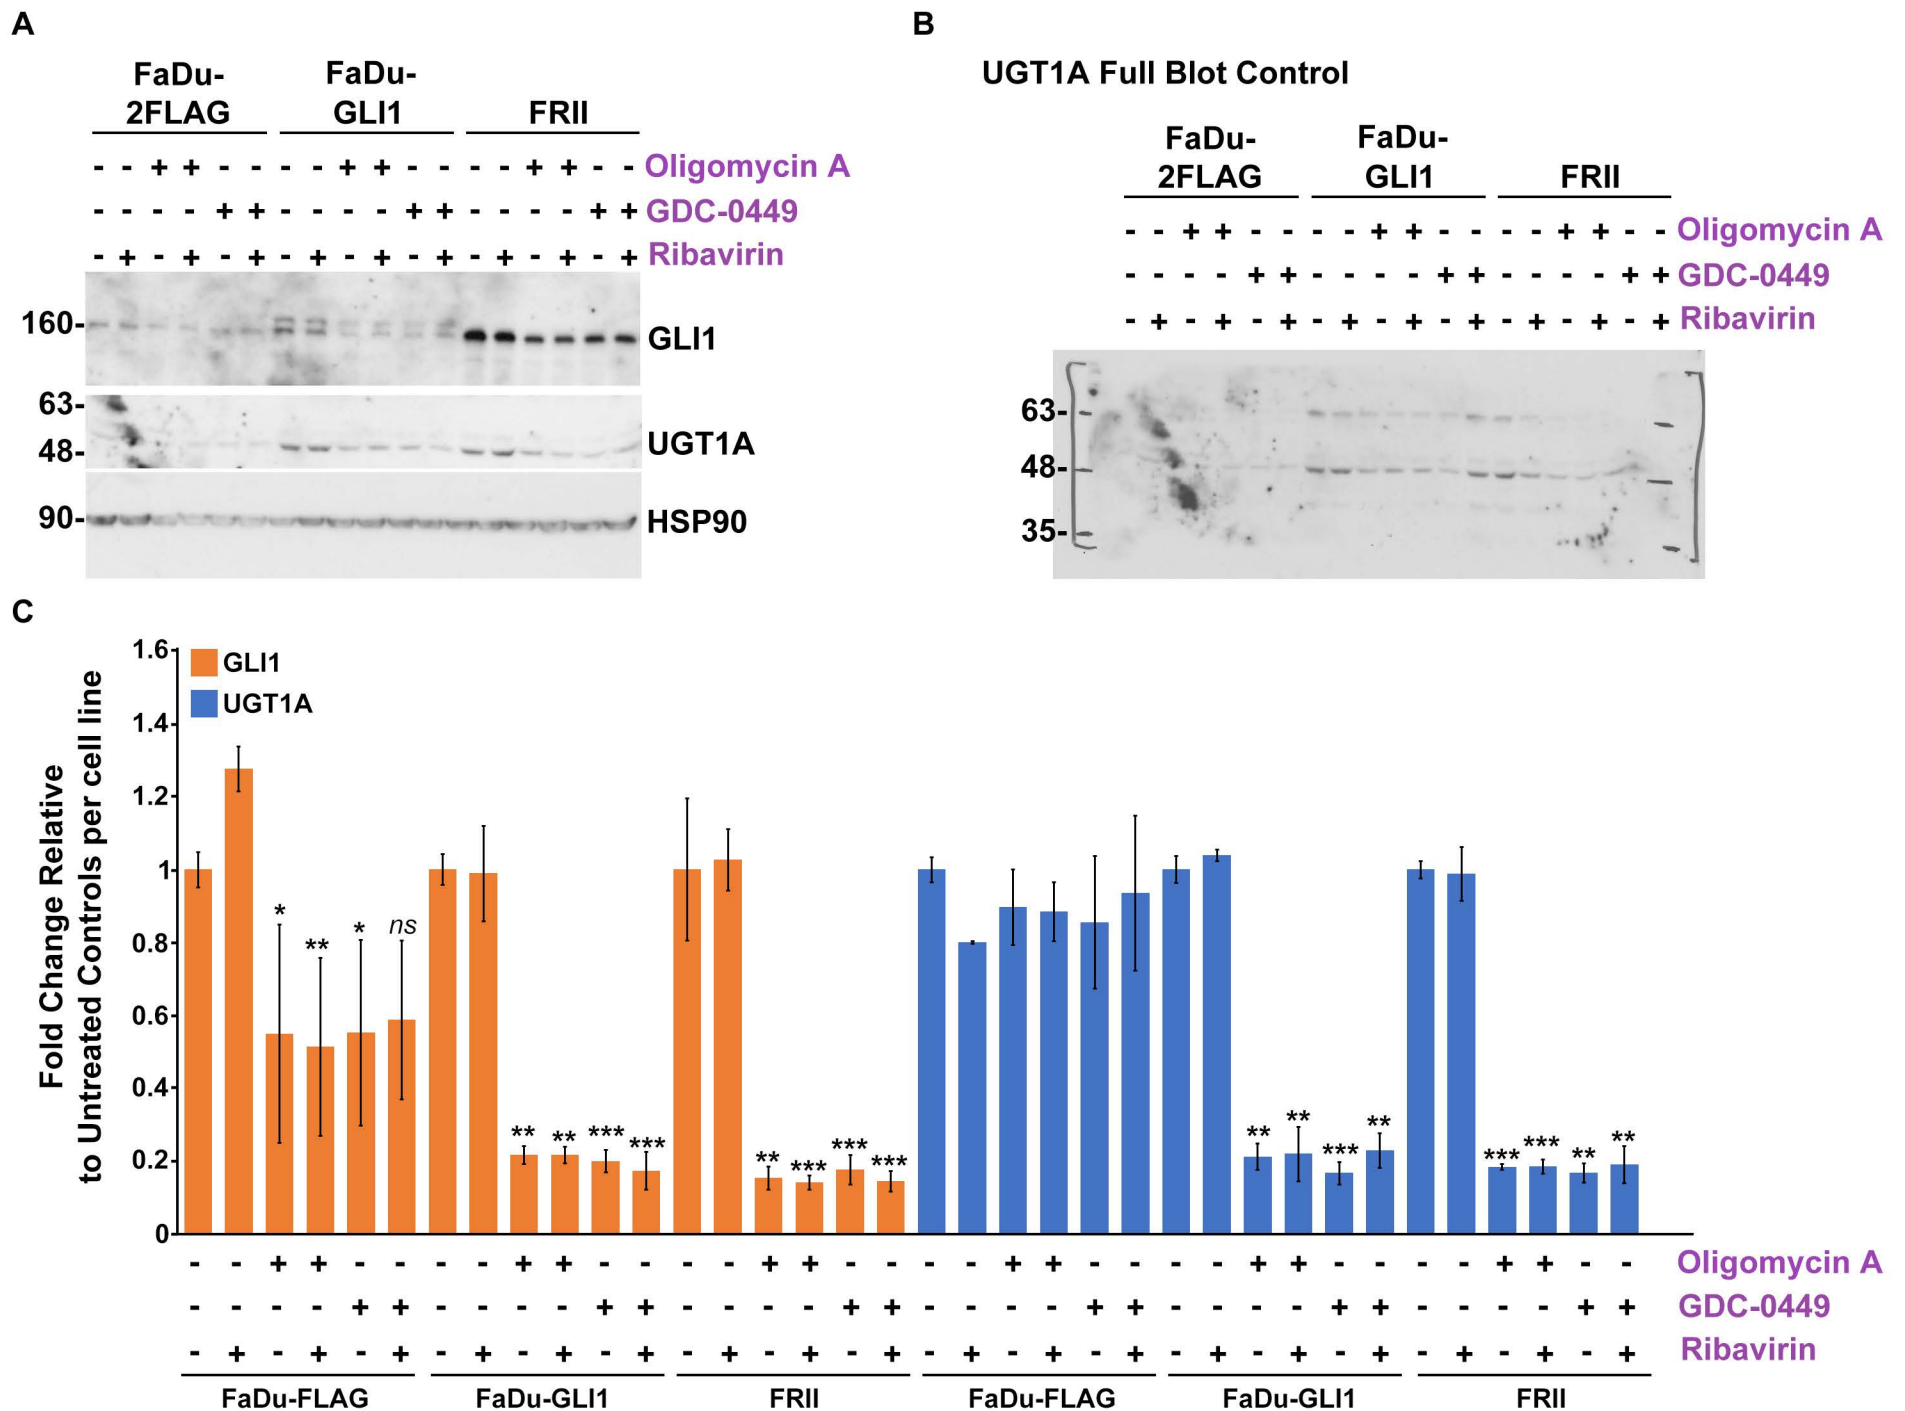 A
FaDu-
2FLAG
FaDu-
GLI1
FRII
- - + + - - - - + + - - - - + + - - Oligomycin A
- - - - + + - - - - + + - - - - + + GDC-0449
- + - + - + - + - + - + - + - + - + Ribavirin
160-
GLI1
63-
48-
UGT1A
90-
HSP90
B
UGT1A Full Blot Control
FaDu-
2FLAG
FaDu-
GLI1
FRII
- - + + - - - - + + - - - - + + - - Oligomycin A
- - - - + + - - - - + + - - - - + + GDC-0449
- + - + - + - + - + - + - + - + - + Ribavirin
63-
48-
35-
C
Fold Change Relative
to Untreated Controls per cell line
1.6
1.4
1.2
1
0.8
0.6
0.4
0.2
0
GLI1
UGT1A
* ** * ns ** ** *** *** ** *** *** *** ** ** *** ** *** *** ** **
- - + + - - - - + + - - - - + + - - - - + + - - - - + + - - - - + + - - Oligomycin A
- - - - + + - - - - + + - - - - + + - - - - + + - - - - + + - - - - + + GDC-0449
- + - + - + - + - + - + - + - + - + - + - + - + - + - + - + - + - + - + Ribavirin
FaDu-FLAG FaDu-GLI1 FRII FaDu-FLAG FaDu-GLI1 FRII